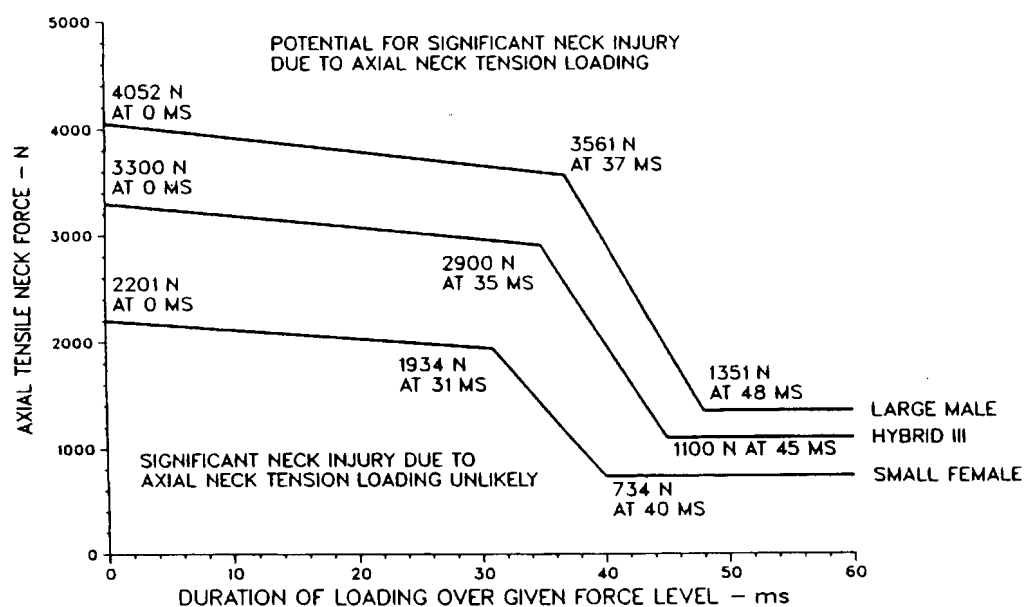 5000
POTENTIAL FOR SIGNIFICANT NECK INJURY
DUE TO AXIAL NECK TENSION LOADING
4052 N
AT 0 MS
4000
3561 N
AT 37 MS
3300 N
AT 0 MS
3000
2900 N
AT 35 MS
2201 N
AT 0 MS
2000
1934 N
AT 31 MS
1351 N
AT 48 MS
LARGE MALE
HYBRID III
1100 N AT 45 MS
1000
SIGNIFICANT NECK INJURY DUE TO
AXIAL NECK TENSION LOADING UNLIKELY
SMALL FEMALE
734 N
AT 40 MS
0
AXIAL TENSILE NECK FORCE – N
0 10 20 30 40 50 60
DURATION OF LOADING OVER GIVEN FORCE LEVEL – ms